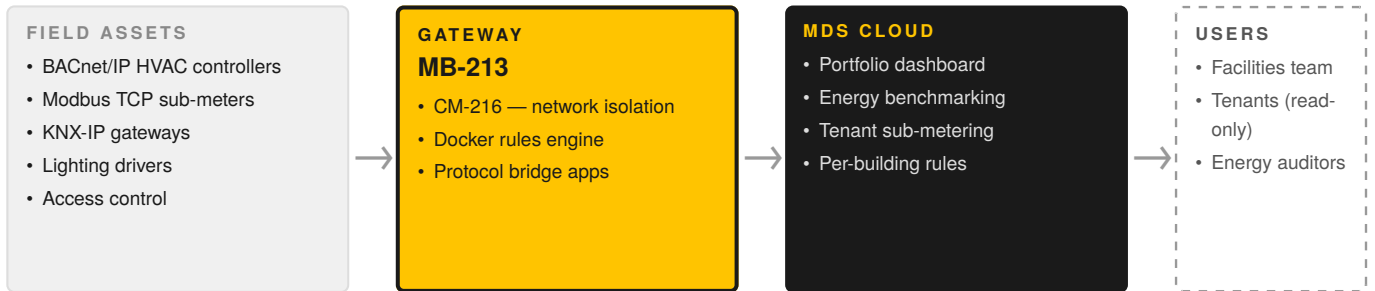 FIELD ASSETS
• BACnet/IP HVAC controllers
• Modbus TCP sub-meters
• KNX-IP gateways
• Lighting drivers
• Access control
GATEWAY
MB-213
• CM-216 — network isolation
• Docker rules engine
• Protocol bridge apps
MDS CLOUD
• Portfolio dashboard
• Energy benchmarking
• Tenant sub-metering
• Per-building rules
USERS
• Facilities team
• Tenants (read-
only)
• Energy auditors